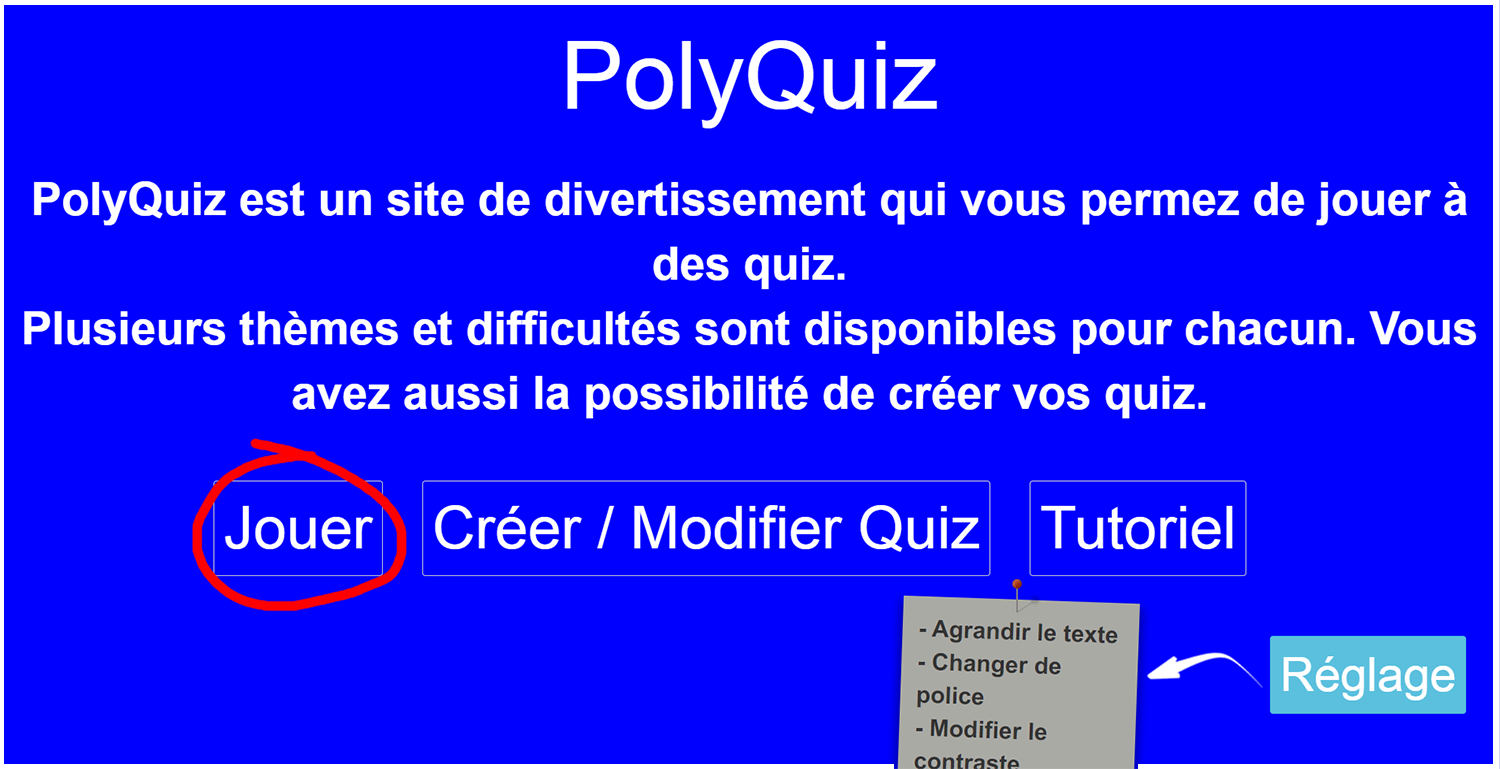 PolyQuiz
PolyQuiz est un site de divertissement qui vous permez de jouer à
des quiz.
Plusieurs thèmes et difficultés sont disponibles pour chacun. Vous
avez aussi la possibilité de créer vos quiz.
Jouer
Créer / Modifier Quiz
Tutoriel
- Agrandir le texte
- Changer de
police
- Modifier le
contraste
Réglage